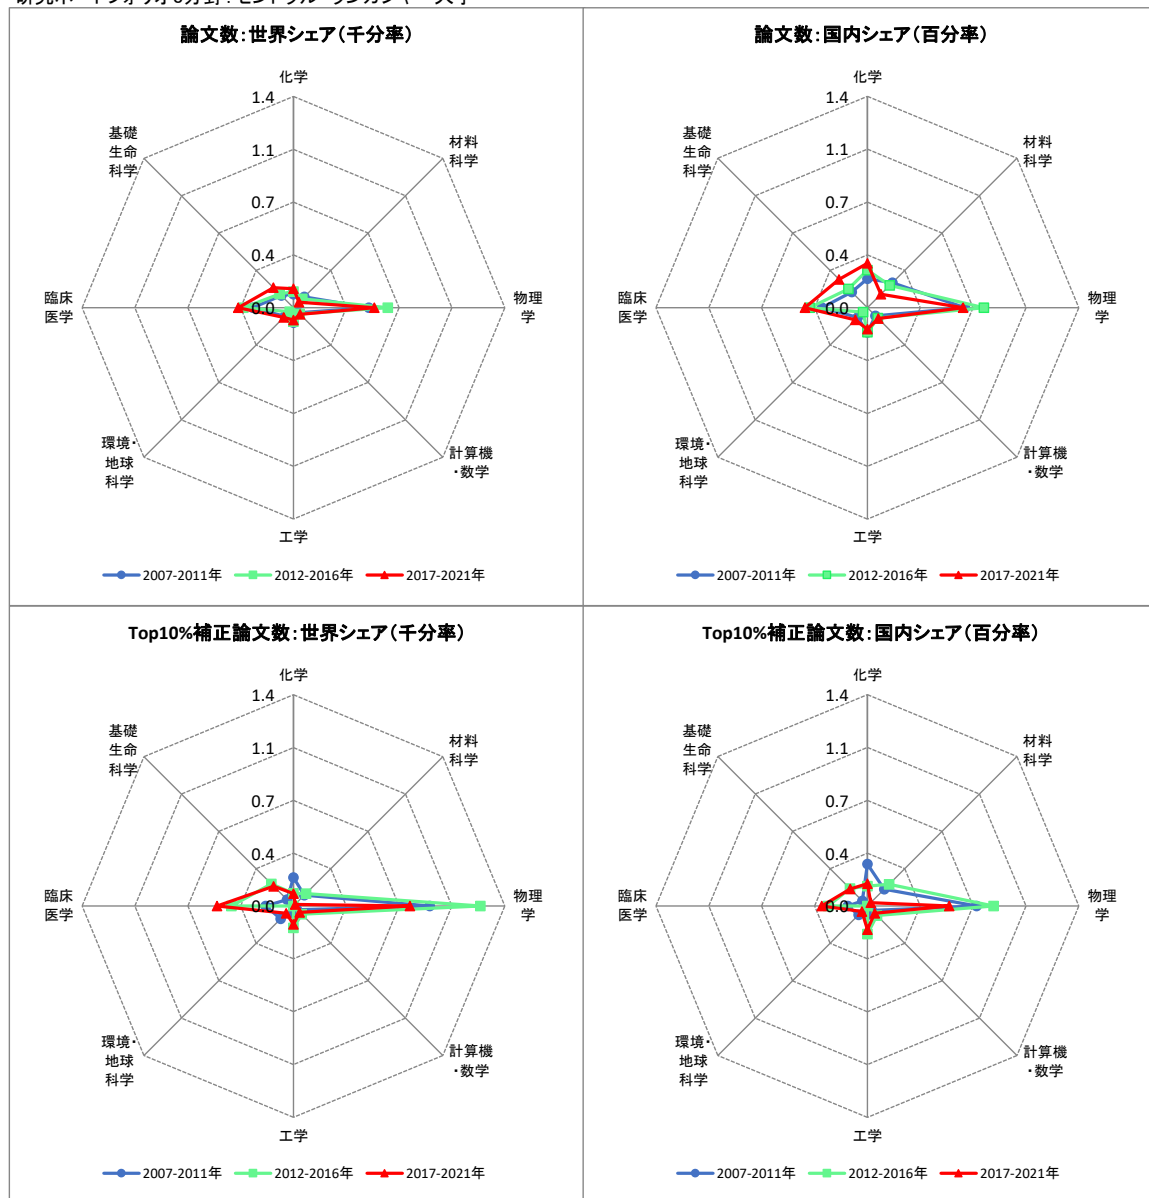 論文数：世界シェア（千分率）
化学
1.4
1.1
0.7
0.4
0.0
材料
科学
物理
学
計算機
・数学
工学
環境・
地球
科学
臨床
医学
基礎
生命
科学
2007-2011年 2012-2016年 2017-2021年
論文数：国内シェア（百分率）
化学
1.4
1.1
0.7
0.4
0.0
材料
科学
物理
学
計算機
・数学
工学
環境・
地球
科学
臨床
医学
基礎
生命
科学
2007-2011年 2012-2016年 2017-2021年
Top10%補正論文数：世界シェア（千分率）
化学
1.4
1.1
0.7
0.4
0.0
材料
科学
物理
学
計算機
・数学
工学
環境・
地球
科学
臨床
医学
基礎
生命
科学
2007-2011年 2012-2016年 2017-2021年
Top10%補正論文数：国内シェア（百分率）
化学
1.4
1.1
0.7
0.4
0.0
材料
科学
物理
学
計算機
・数学
工学
環境・
地球
科学
臨床
医学
基礎
生命
科学
2007-2011年 2012-2016年 2017-2021年